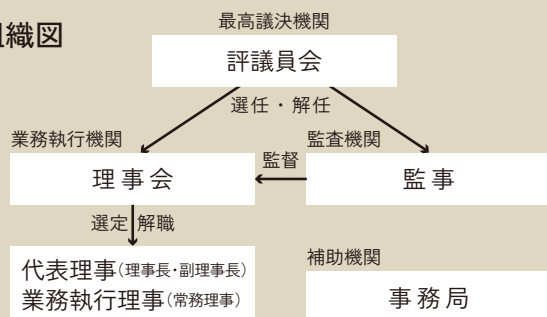 組織図
最高議決機関
評議員会
選任・解任
業務執行機関
監査機関
理事会
監督
監事
選定 解職
代表理事(理事長・副理事長)
業務執行理事(常務理事)
補助機関
事務局